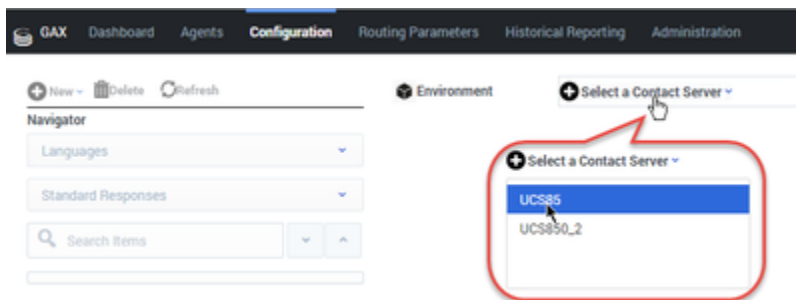 GAX Dashboard Agents Configuration Routing Parameters Historical Reporting Administration
New Delete Refresh Environment Select a Contact Server
Navigator
Languages
Select a Contact Server
Standard Responses
UCS85
Search Items
UCS850_2